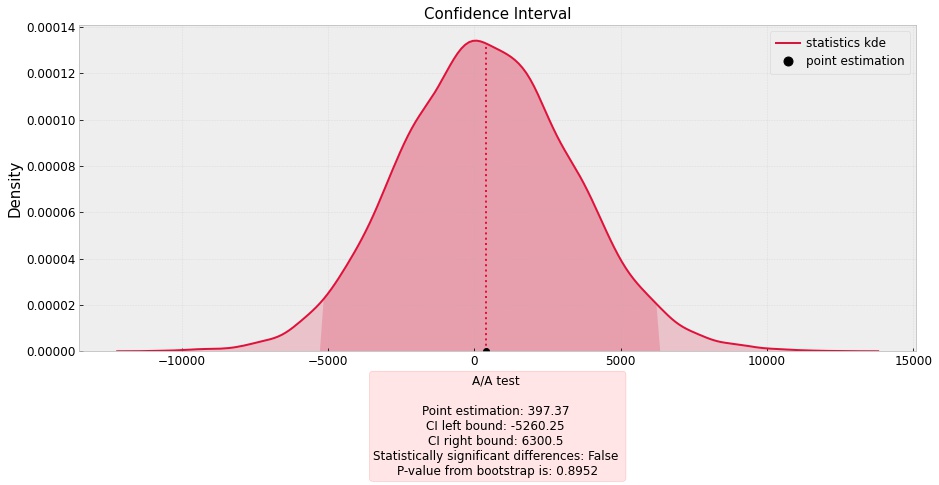 Confidence Interval
statistics kde
point estimation
Density
0.00014
0.00012
0.00010
0.00008
0.00006
0.00004
0.00002
0.00000
−10000
−5000
0
5000
10000
15000
A/A test
Point estimation: 397.37
CI left bound: -5260.25
CI right bound: 6300.5
Statistically significant differences: False
P-value from bootstrap is: 0.8952